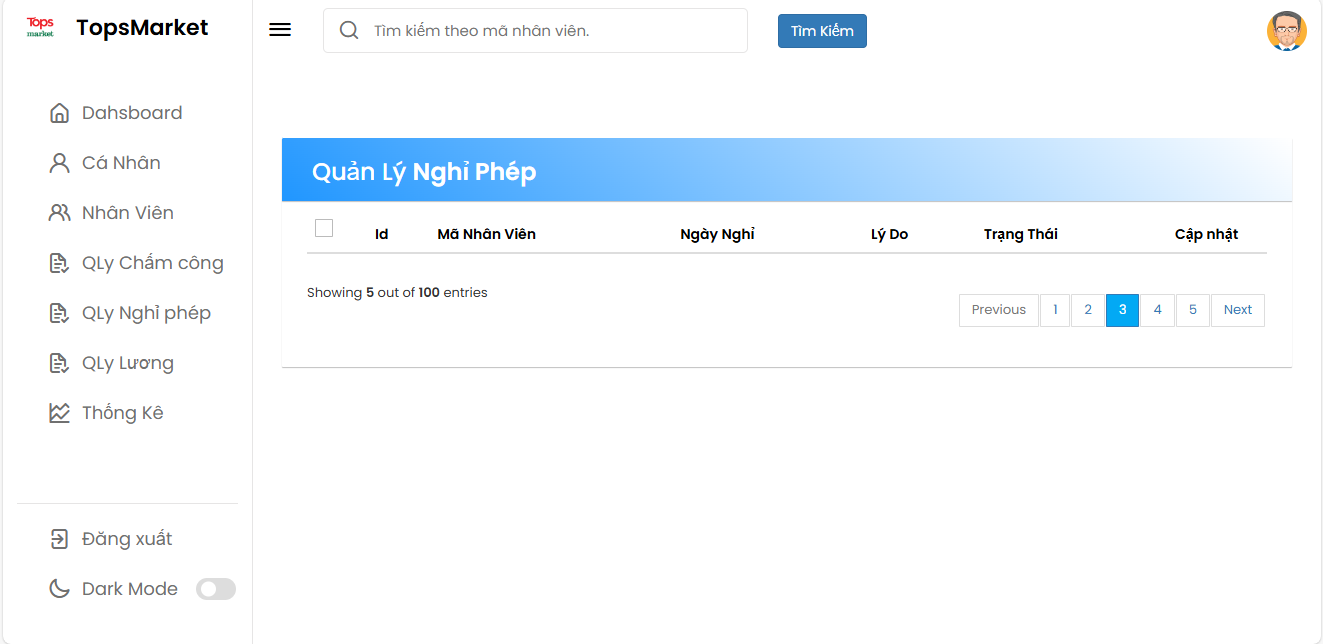 Tops
market
TopsMarket
Tìm kiếm theo mã nhân viên.
Tìm Kiếm
Dahsboard
Cá Nhân
Nhân Viên
QLy Chấm công
QLy Nghỉ phép
QLy Lương
Thống Kê
Đăng xuất
Dark Mode
Quản Lý Nghỉ Phép
Id Mã Nhân Viên Ngày Nghỉ Lý Do Trạng Thái Cập nhật
Showing 5 out of 100 entries
Previous 1 2 3 4 5 Next